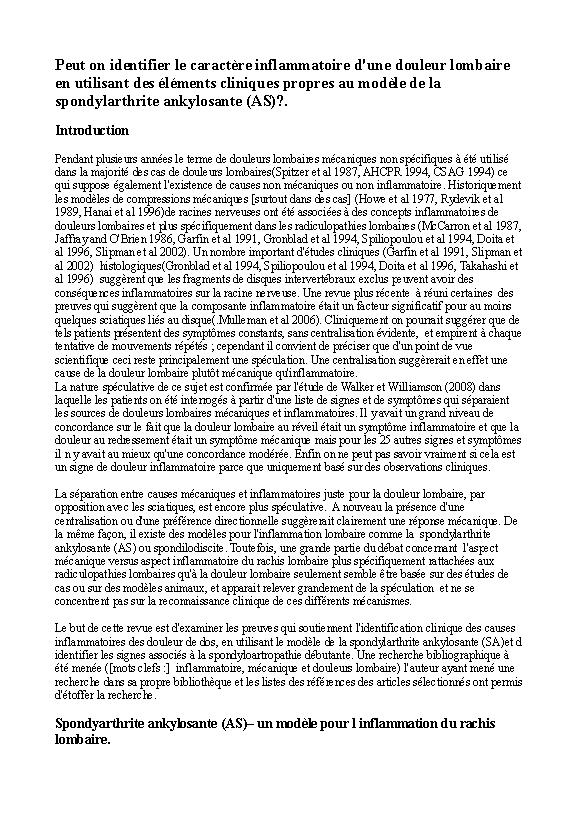 Peut on identifier le caractère inflammatoire d'une douleur lombaire
en utilisant des éléments cliniques propres au modèle de la
spondylarthrite ankylosante (AS)?.
Introduction
Pendant plusieurs années le terme de douleurs lombaires mécaniques non spécifiques à été utilisé
dans la majorité des cas de douleurs lombaires(Spitzer et al 1987, AHCPR 1994, CSAG 1994) ce
qui suppose également l'existence de causes non mécaniques ou non inflammatoire. Historiquement
les modèles de compressions mécaniques [surtout dans des cas] (Howe et al 1977, Rydevik et al
1989, Hanai et al 1996)de racines nerveuses ont été associées à des concepts inflammatoires de
douleurs lombaires et plus spécifiquement dans les radiculopathies lombaires (McCarron et al 1987,
Jaffray and O'Brien 1986, Garfin et al 1991, Gronblad et al 1994, Spiliopoulou et al 1994, Doita et
al 1996, Slipman et al 2002). Un nombre important d'études cliniques (Garfin et al 1991, Slipman et
al 2002)  histologiques(Gronblad et al 1994, Spiliopoulou et al 1994, Doita et al 1996, Takahashi et
al 1996)  suggèrent que les fragments de disques intervertébraux exclus peuvent avoir des
conséquences inflammatoires sur la racine nerveuse. Une revue plus récente  à réuni certaines  des
preuves qui suggèrent que la composante inflammatoire était un facteur significatif pour au moins
quelques sciatiques liés au disque(.Mulleman et al 2006). Cliniquement on pourrait suggérer que de
tels patients présentent des symptômes constants, sans centralisation évidente,  et empirent à chaque
tentative de mouvements répétés ; cependant il convient de préciser que d'un point de vue
scientifique ceci reste principalement une spéculation. Une centralisation suggèrerait en effet une
cause de la douleur lombaire plutôt mécanique qu'inflammatoire.
La nature spéculative de ce sujet est confirmée par l'étude de Walker et Williamson (2008) dans
laquelle les patients on été interrogés à partir d'une liste de signes et de symptômes qui séparaient
les sources de douleurs lombaires mécaniques et inflammatoires. Il y avait un grand niveau de
concordance sur le fait que la douleur lombaire au réveil était un symptôme inflammatoire et que la
douleur au redressement était un symptôme mécanique mais pour les 25 autres signes et symptômes
il n y avait au mieux qu'une concordance modérée. Enfin on ne peut pas savoir vraiment si cela est
un signe de douleur inflammatoire parce que uniquement basé sur des observations cliniques.
La séparation entre causes mécaniques et inflammatoires juste pour la douleur lombaire, par
opposition avec les sciatiques, est encore plus spéculative.  A nouveau la présence d'une
centralisation ou d'une préférence directionnelle suggèrerait clairement une réponse mécanique. De
la même façon, il existe des modèles pour l'inflammation lombaire comme la  spondylarthrite
ankylosante (AS) ou spondilodiscite. Toutefois, une grande partie du débat concernant  l'aspect
mécanique versus aspect inflammatoire du rachis lombaire plus spécifiquement rattachées aux
radiculopathies lombaires qu'à la douleur lombaire seulement semble être basée sur des études de
cas ou sur des modèles animaux, et apparait relever grandement de la spéculation  et ne se
concentrent pas sur la reconnaissance clinique de ces différents mécanismes.
Le but de cette revue est d'examiner les preuves qui soutiennent l'identification clinique des causes
inflammatoires des douleur de dos, en utilisant le modèle de la spondylarthrite ankylosante (SA)et d
identifier les signes associés à la spondyloartropathie débutante. Une recherche bibliographique à
été menée ([mots clefs :]  inflammatoire, mécanique et douleurs lombaire) l'auteur ayant mené une
recherche dans sa propre bibliothèque et les listes des références des articles sélectionnés ont permis
d'étoffer la recherche.
Spondyarthrite ankylosante (AS)– un modèle pour l inflammation du rachis
lombaire.